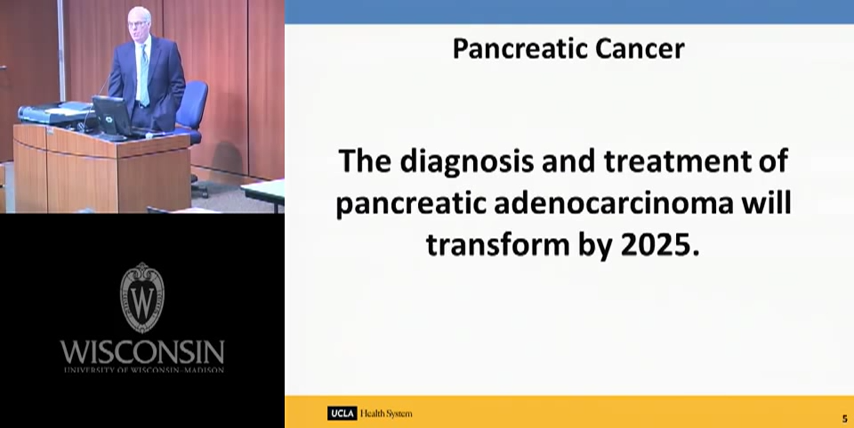 Pancreatic Cancer
The diagnosis and treatment of
pancreatic adenocarcinoma will
transform by 2025.
W
WISCONSIN
UNIVERSITY OF WISCONSIN–MADISON
UCLA Health System
5